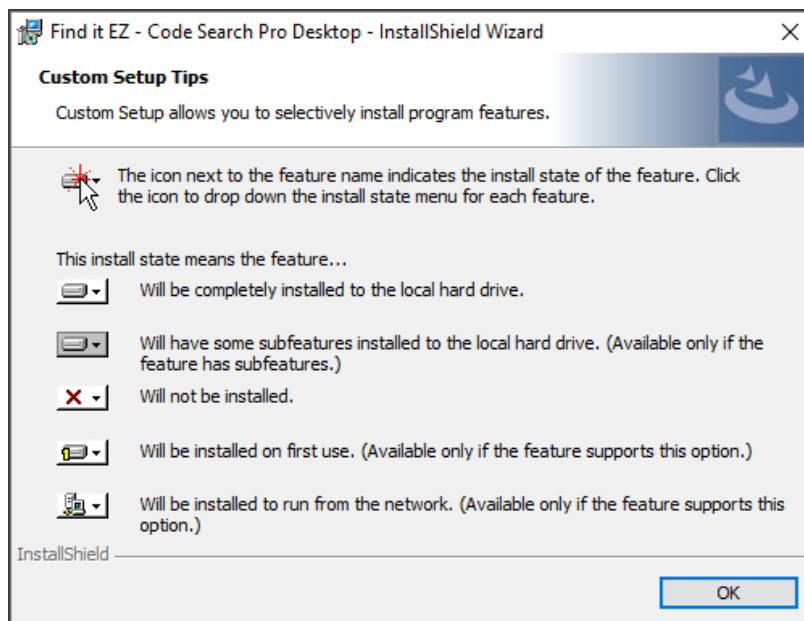 Find it EZ - Code Search Pro Desktop - InstallShield Wizard
Custom Setup Tips
Custom Setup allows you to selectively install program features.
The icon next to the feature name indicates the install state of the feature. Click
the icon to drop down the install state menu for each feature.
This install state means the feature...
Will be completely installed to the local hard drive.
Will have some subfeatures installed to the local hard drive. (Available only if the
feature has subfeatures.)
Will not be installed.
Will be installed on first use. (Available only if the feature supports this option.)
Will be installed to run from the network. (Available only if the feature supports this
option.)
InstallShield
OK